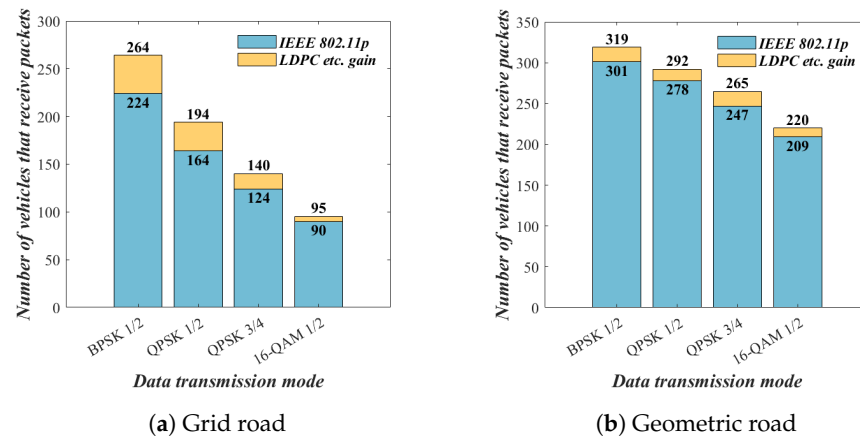 300
250
200
150
100
50
0
Number of vehicles that receive packets
IEEE 802.11p
LDPC etc. gain
264
224
194
164
140
124
95
90
BPSK 1/2
QPSK 1/2
QPSK 3/4
16-QAM 1/2
Data transmission mode
(a) Grid road
350
300
250
200
150
100
50
0
Number of vehicles that receive packets
IEEE 802.11p
LDPC etc. gain
319
301
292
278
265
247
220
209
BPSK 1/2
QPSK 1/2
QPSK 3/4
16-QAM 1/2
Data transmission mode
(b) Geometric road